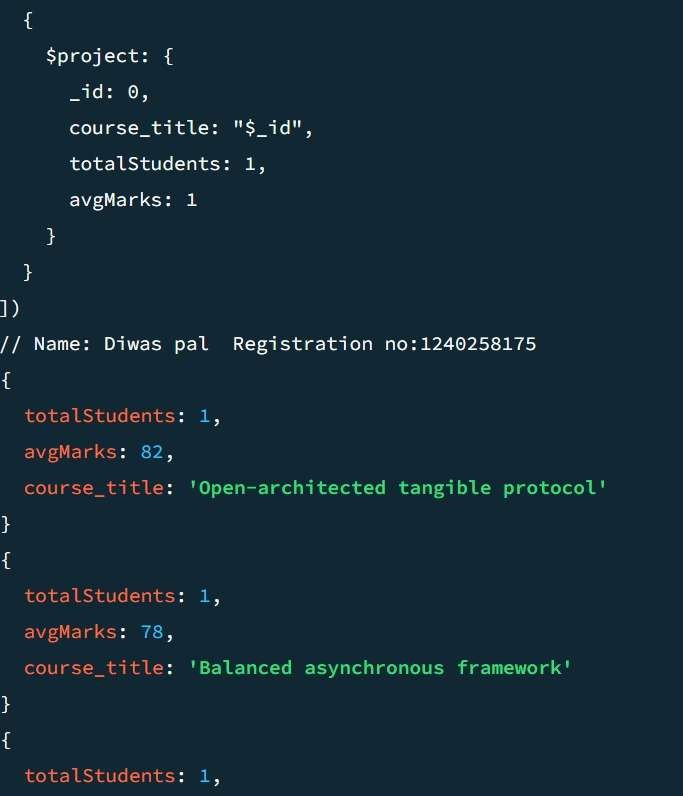 {
$project: {
_id: 0,
course_title: "$_id",
totalStudents: 1,
avgMarks: 1
}
}
])
// Name: Diwas pal  Registration no:1240258175
{
totalStudents: 1,
avgMarks: 82,
course_title: 'Open-architected tangible protocol'
}
{
totalStudents: 1,
avgMarks: 78,
course_title: 'Balanced asynchronous framework'
}
{
totalStudents: 1,